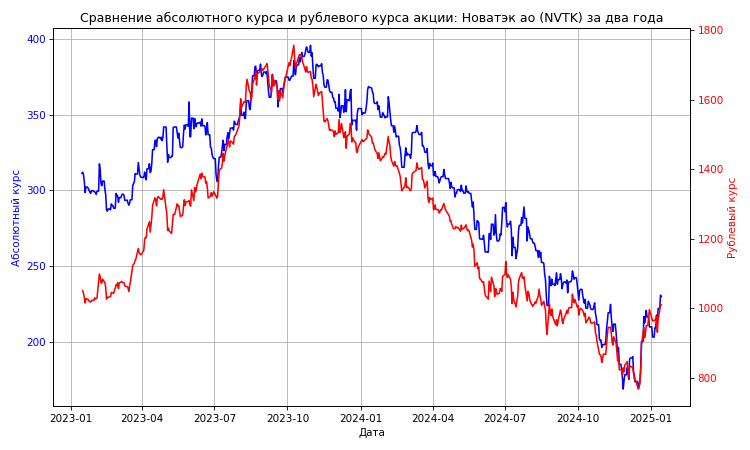 Сравнение абсолютного курса и рублевого курса акции: Новатэк ао (NVTK) за два года
400
350
300
250
200
Абсолютный курс
1800
1600
1400
1200
1000
800
Рублевый курс
2023-01 2023-04 2023-07 2023-10 2024-01 2024-04 2024-07 2024-10 2025-01
Дата